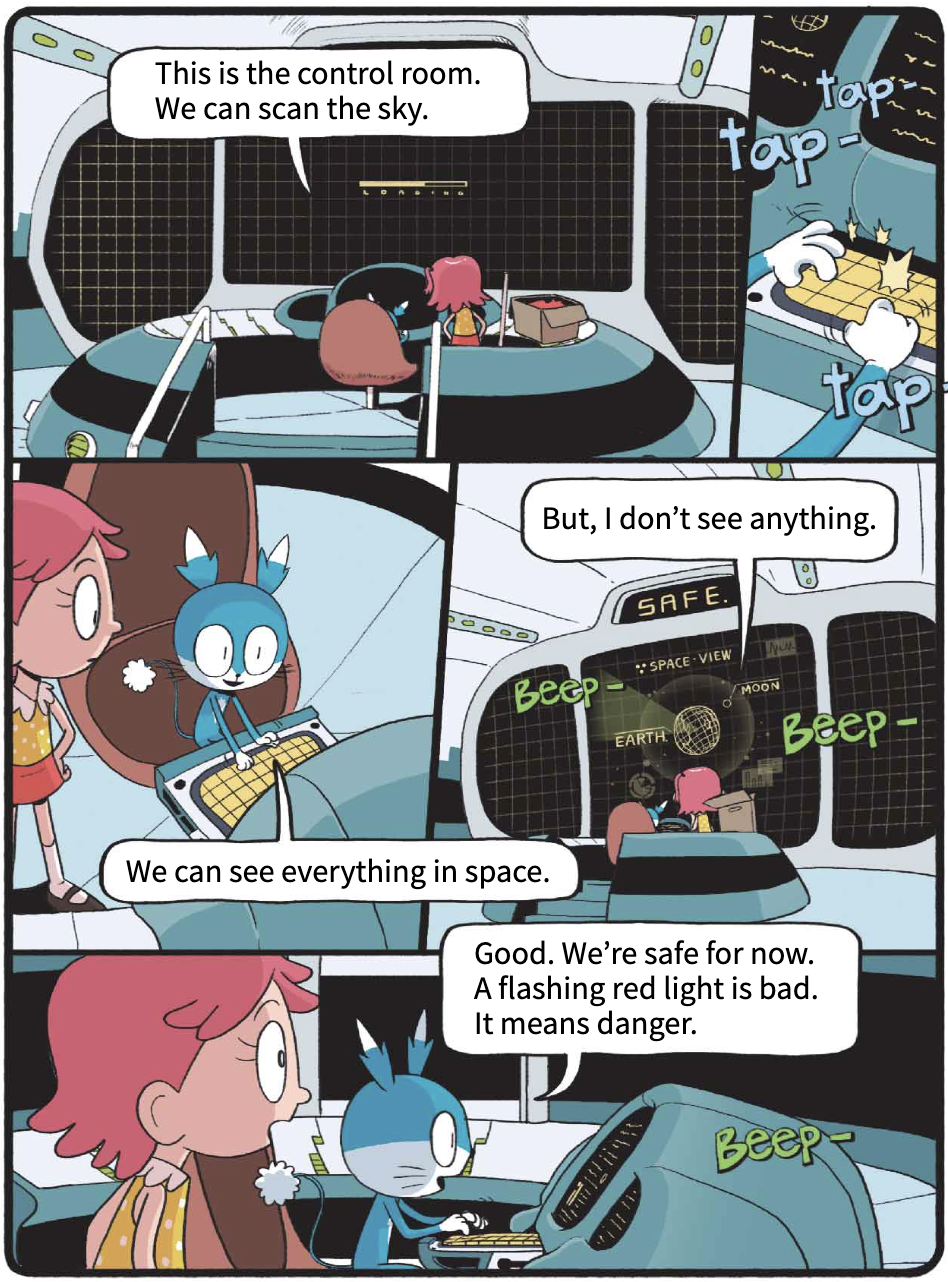 This is the control room.
We can scan the sky.
LOADING
tap-
tap-
tap-
We can see everything in space.
But, I don't see anything.
SAFE.
SPACE-VIEW
MOON
EARTH
BEEP-
BEEP-
Good. We're safe for now.
A flashing red light is bad.
It means danger.
BEEP-